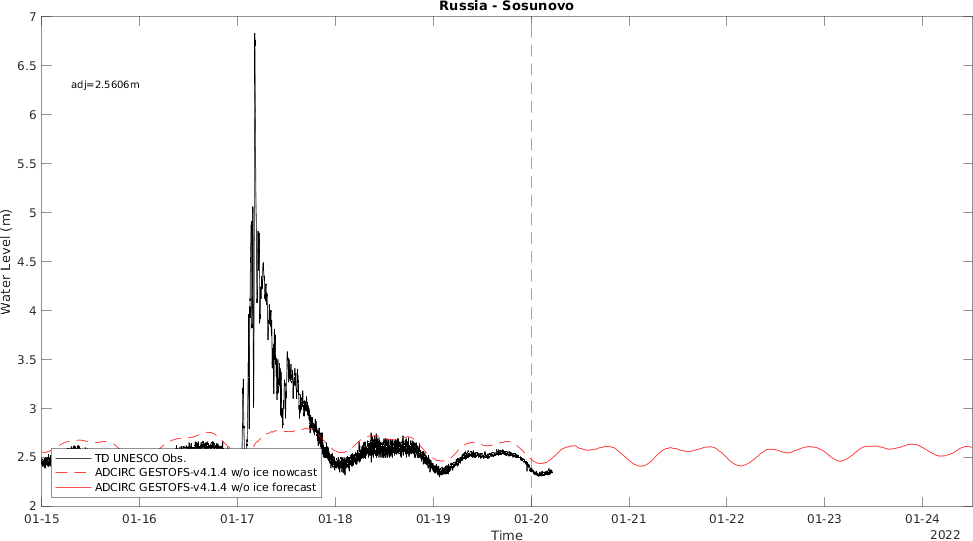 Russia - Sosunovo
7
6.5
6
5.5
5
4.5
4
3.5
3
2.5
2
Water Level (m)
adj=2.5606m
TD UNESCO Obs.
ADCIRC GESTOFS-v4.1.4 w/o ice nowcast
ADCIRC GESTOFS-v4.1.4 w/o ice forecast
01-15 01-16 01-17 01-18 01-19 01-20 01-21 01-22 01-23 01-24
Time
2022